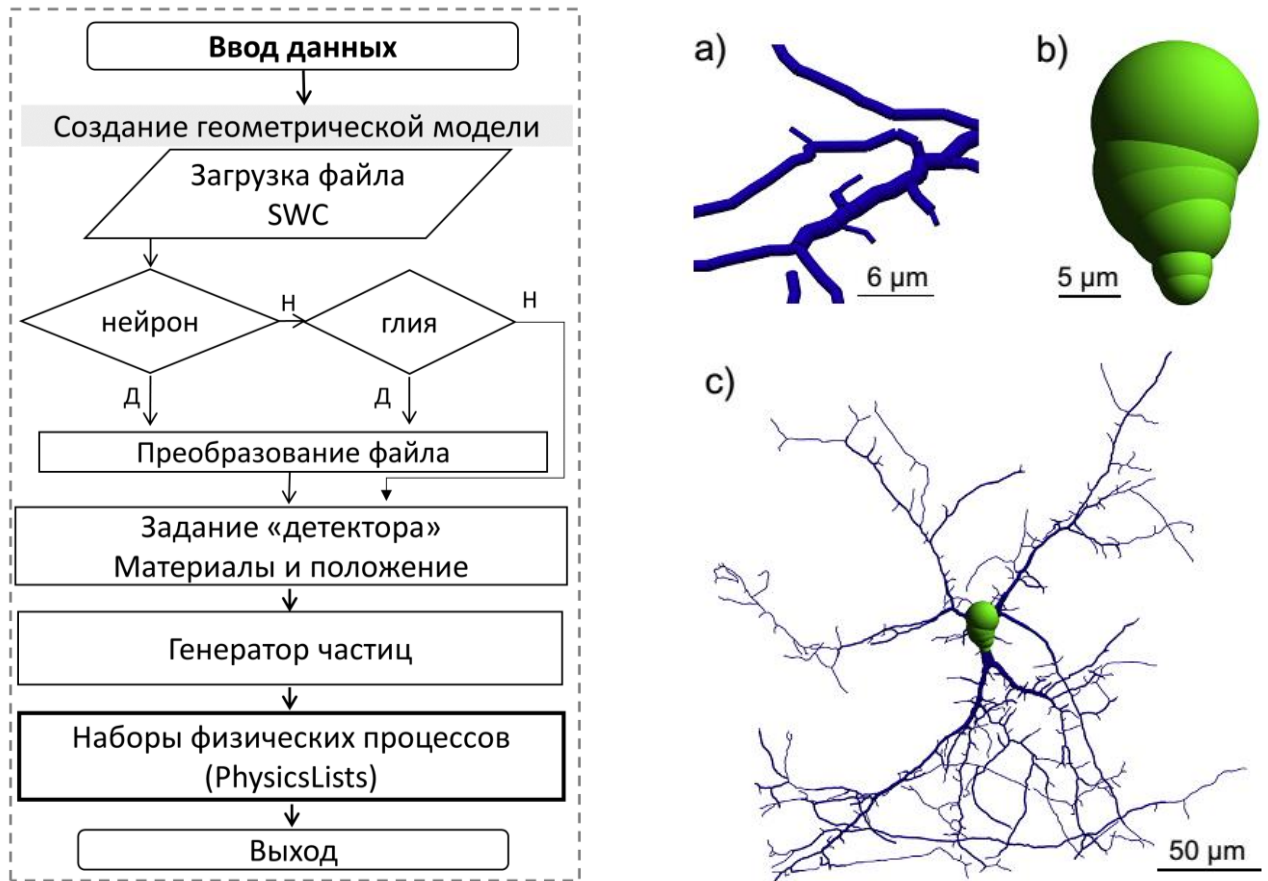 Ввод данных
Создание геометрической модели
Загрузка файла
SWC
нейрон
Н
глия
Н
Д
Д
Преобразование файла
Задание «детектора»
Материалы и положение
Генератор частиц
Наборы физических процессов
(PhysicsLists)
Выход
a)
6 µm
b)
5 µm
c)
50 µm